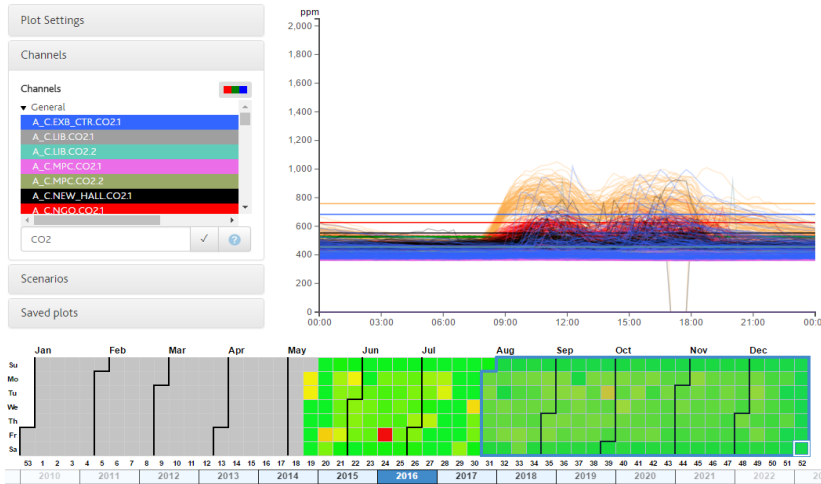 Plot Settings
Channels
Channels
General
A_C.EXB_CTR.CO2.1
A_C.LIB.CO2.1
A_C.LIB.CO2.2
A_C.MPC.CO2.1
A_C.MPC.CO2.2
A_C.NEW_HALL.CO2.1
A_C.NGO.CO2.1
CO2
Scenarios
Saved plots
ppm
2,000
1,800
1,600
1,400
1,200
1,000
800
600
400
200
0
00:00 03:00 06:00 09:00 12:00 15:00 18:00 21:00 00:0
Jan Feb Mar Apr May Jun Jul Aug Sep Oct Nov Dec
Su
Mo
Tu
We
Th
Fr
Sa
53 1 2 3 4 5 6 7 8 9 10 11 12 13 14 15 16 17 18 19 20 21 22 23 24 25 26 27 28 29 30 31 32 33 34 35 36 37 38 39 40 41 42 43 44 45 46 47 48 49 50 51 52
2010 2011 2012 2013 2014 2015 2016 2017 2018 2019 2020 2021 2022 20